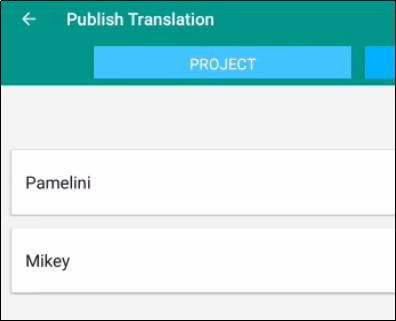 Publish Translation
PROJECT
Pamelini
Mikey